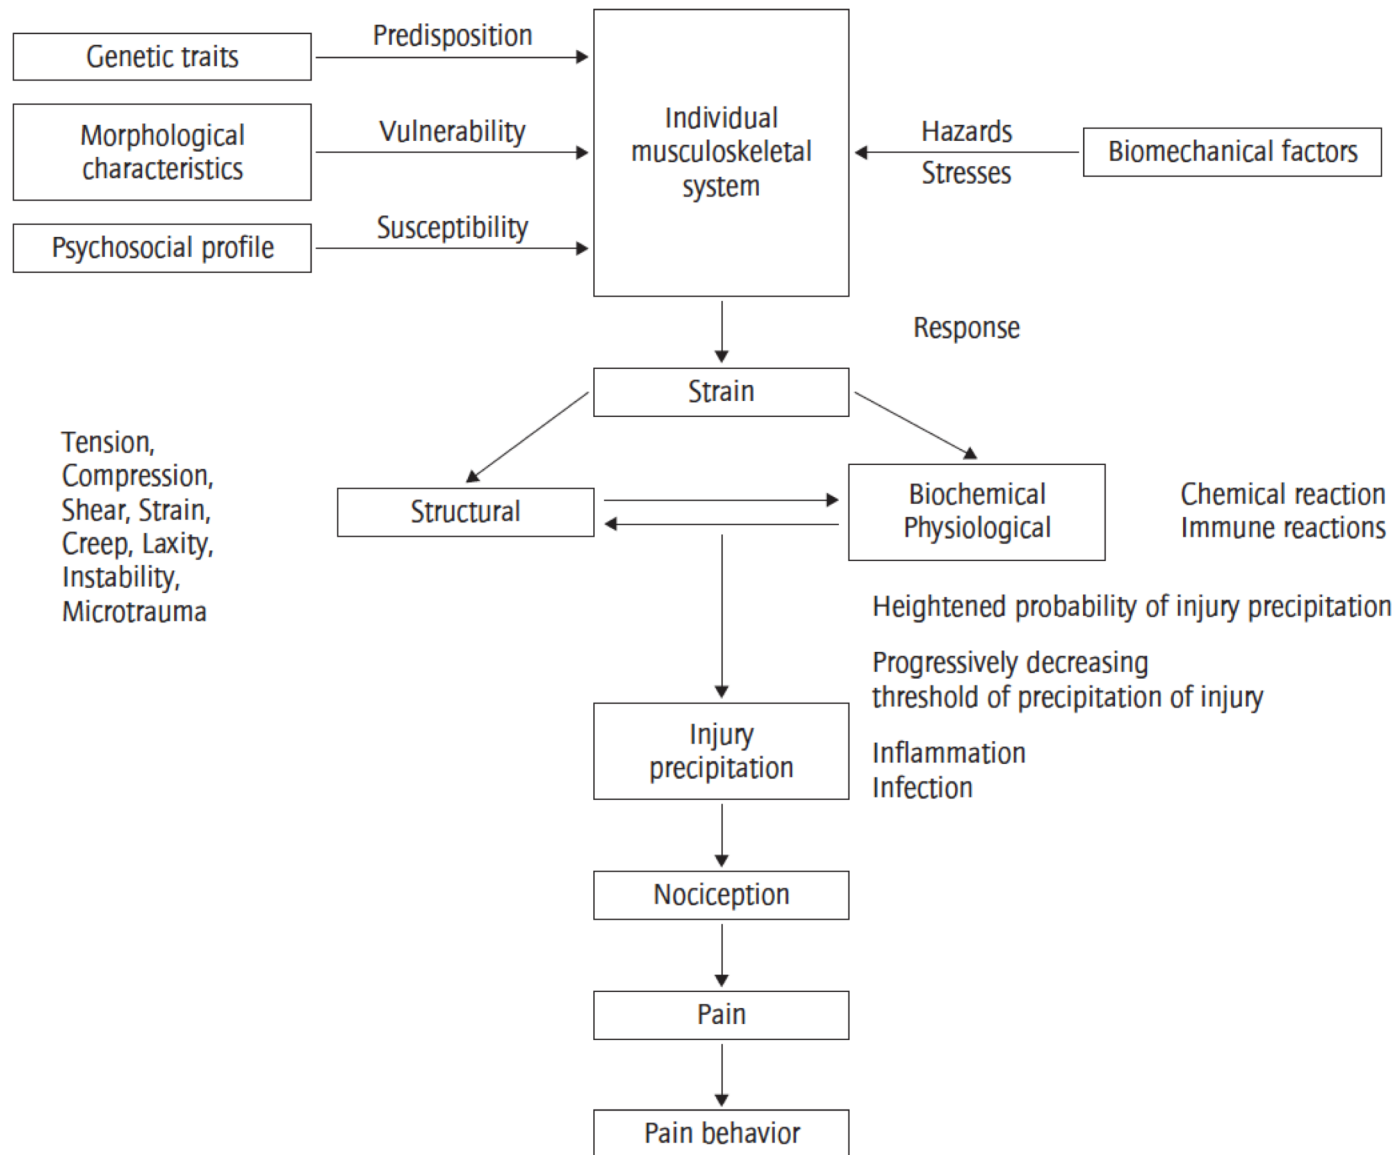 Genetic traits
Predisposition
Morphological
characteristics
Vulnerability
Psychosocial profile
Susceptibility
Individual
musculoskeletal
system
Hazards
Stresses
Biomechanical factors
Response
Strain
Tension,
Compression,
Shear, Strain,
Creep, Laxity,
Instability,
Microtrauma
Structural
Biochemical
Physiological
Chemical reaction
Immune reactions
Heightened probability of injury precipitation
Progressively decreasing
threshold of precipitation of injury
Injury
precipitation
Inflammation
Infection
Nociception
Pain
Pain behavior